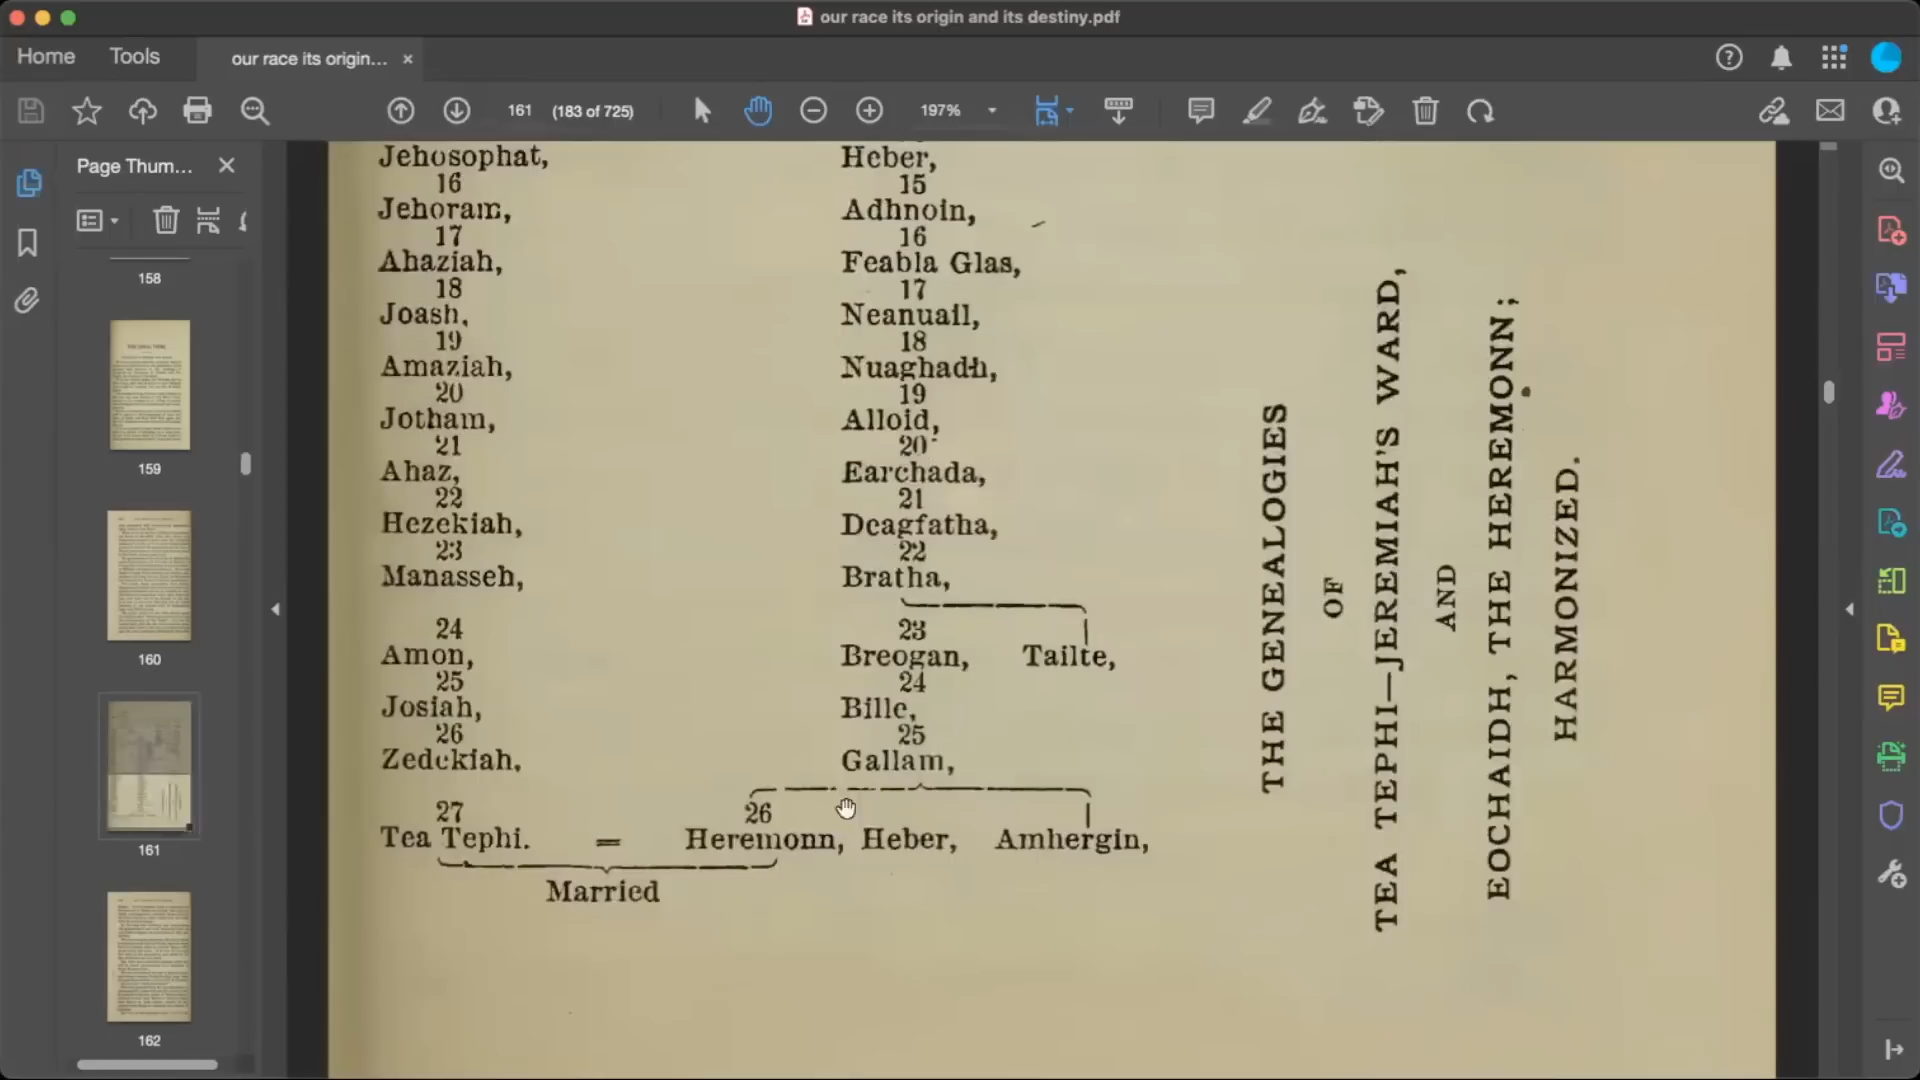 our race its origin and its destiny.pdf
Home
Tools
our race its origin...
161
(183 of 725)
197%
Page Thum...
158
159
160
161
162
Jehosophat,
16
Jehoram,
17
Ahaziah,
18
Joash,
19
Amaziah,
20
Jotham,
21
Ahaz,
22
Hezekiah,
23
Manasseh,
24
Amon,
25
Josiah,
26
Zedekiah,
27
Tea Tephi. =
Heber,
15
Adhnoin,
16
Feabla Glas,
17
Neanuail,
18
Nuaghadh,
19
Alloid,
20
Earchada,
21
Deagfatha,
22
Bratha,
23
Breogan, Tailte,
24
Bille,
25
Gallam,
26
Heremonn, Heber, Amhergin,
Married
THE GENEALOGIES
OF
TEA TEPHI—JEREMIAH'S WARD,
AND
EOCHAIDH, THE HEREMONN;
HARMONIZED.